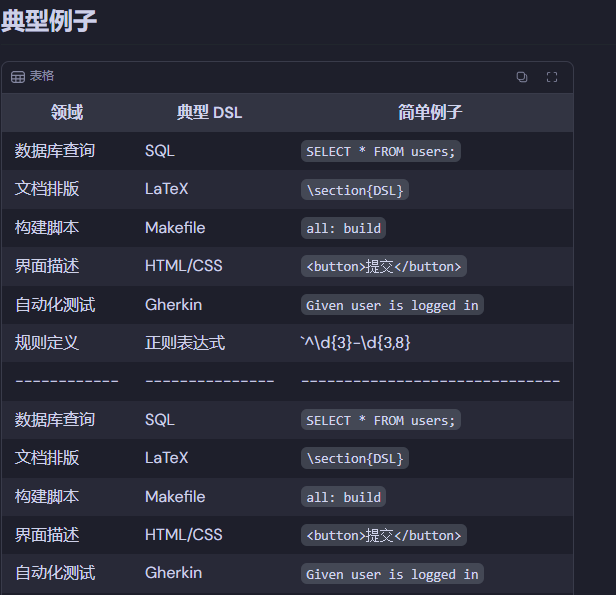 典型例子
表格
领域 典型 DSL 简单例子
数据库查询 SQL SELECT * FROM users;
文档排版 LaTeX \section{DSL}
构建脚本 Makefile all: build
界面描述 HTML/CSS <button>提交</button>
自动化测试 Gherkin Given user is logged in
规则定义 正则表达式 `^\d{3}-\d{3,8}
------------ --------------- ------------------------------
数据库查询 SQL SELECT * FROM users;
文档排版 LaTeX \section{DSL}
构建脚本 Makefile all: build
界面描述 HTML/CSS <button>提交</button>
自动化测试 Gherkin Given user is logged in